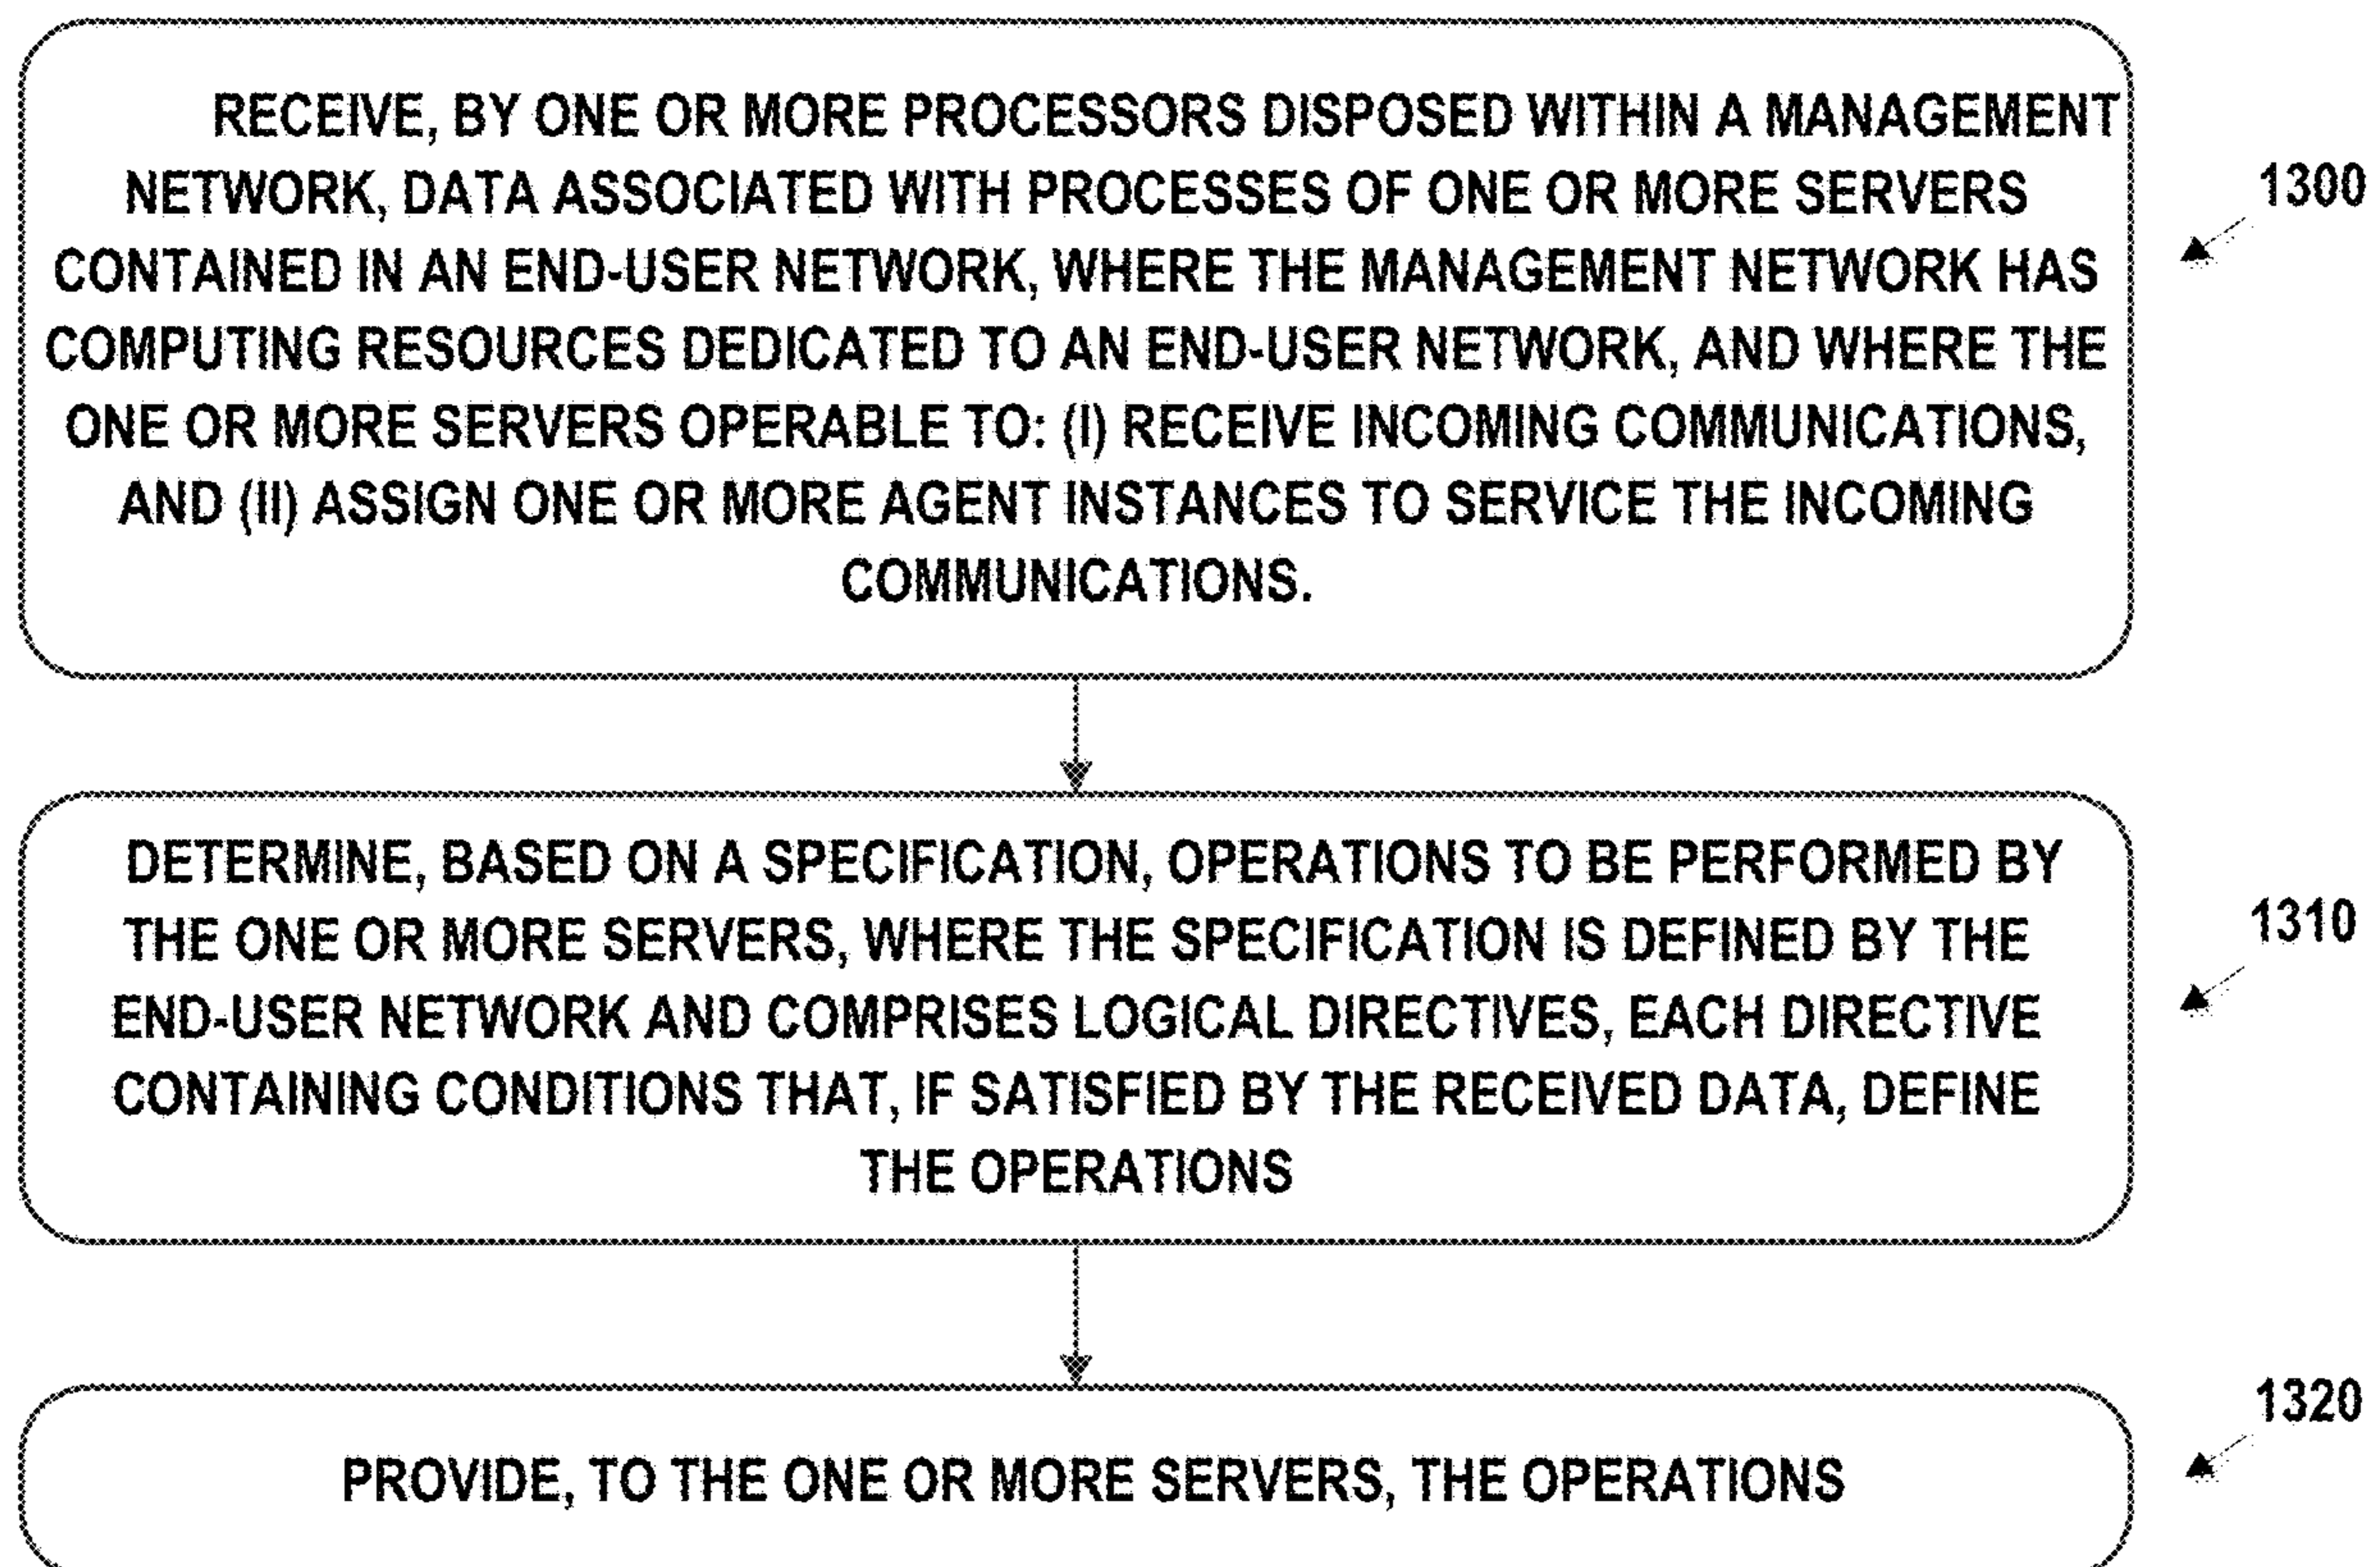 RECEIVE, BY ONE OR MORE PROCESSORS DISPOSED WITHIN A MANAGEMENT
NETWORK, DATA ASSOCIATED WITH PROCESSES OF ONE OR MORE SERVERS
CONTAINED IN AN END-USER NETWORK, WHERE THE MANAGEMENT NETWORK HAS
COMPUTING RESOURCES DEDICATED TO AN END-USER NETWORK, AND WHERE THE
ONE OR MORE SERVERS OPERABLE TO: (I) RECEIVE INCOMING COMMUNICATIONS,
AND (II) ASSIGN ONE OR MORE AGENT INSTANCES TO SERVICE THE INCOMING
COMMUNICATIONS.
1300
DETERMINE, BASED ON A SPECIFICATION, OPERATIONS TO BE PERFORMED BY
THE ONE OR MORE SERVERS, WHERE THE SPECIFICATION IS DEFINED BY THE
END-USER NETWORK AND COMPRISES LOGICAL DIRECTIVES, EACH DIRECTIVE
CONTAINING CONDITIONS THAT, IF SATISFIED BY THE RECEIVED DATA, DEFINE
THE OPERATIONS
1310
PROVIDE, TO THE ONE OR MORE SERVERS, THE OPERATIONS
1320